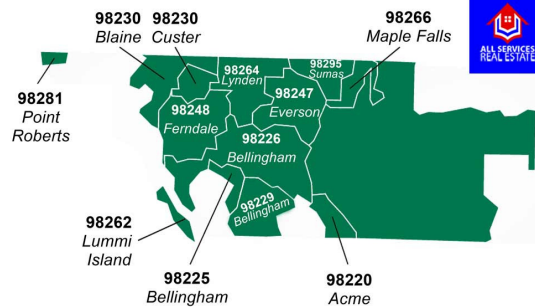 98230
Blaine
98230
Custer
98266
Maple Falls
ALL SERVICES
REAL ESTATE
98264
Lynden
98295
Sumas
98281
Point
Roberts
98248
Ferndale
98247
Everson
98226
Bellingham
98229
Bellingham
98262
Lummi
Island
98225
Bellingham
98220
Acme